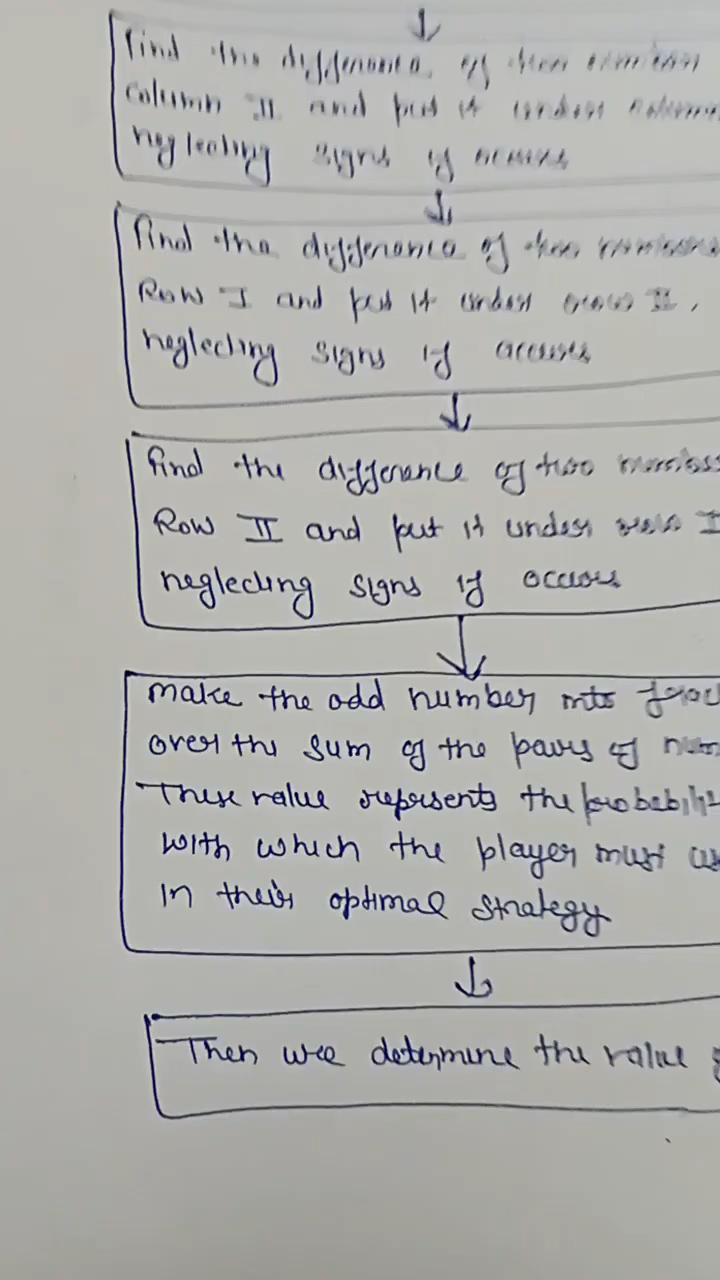 Find the difference of two numbers
column II and put it under column
neglecting signs if occurs
Find the difference of two numbers
Row I and put it under row II,
neglecting signs if occurs
Find the difference of two numbers
Row II and put it under row I
neglecting signs if occurs
make the odd number into
over the sum of the pairs of
These value represents the
with which the player must
in their optimal strategy
Then we determine the value